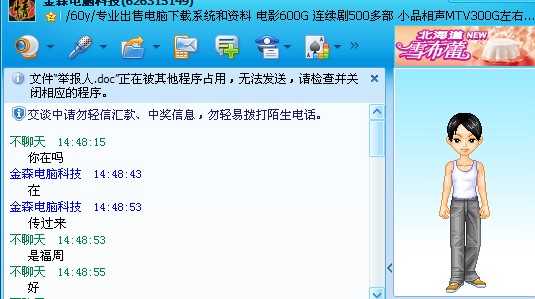 金森电脑科技(626315149)
/60y/专业出售电脑下载系统和资料 电影600G 连续剧500多部 小品相声MTV300G左右...
北海道 NEW
雪布蕾
文件"举报人.doc"正在被其他程序占用，无法发送，请检查并关
闭相应的程序。
交谈中请勿轻信汇款、中奖信息，勿轻易拨打陌生电话。
不聊天 14:48:15
你在吗
金森电脑科技 14:48:43
在
金森电脑科技 14:48:53
传过来
不聊天 14:48:53
是福周
不聊天 14:48:55
好